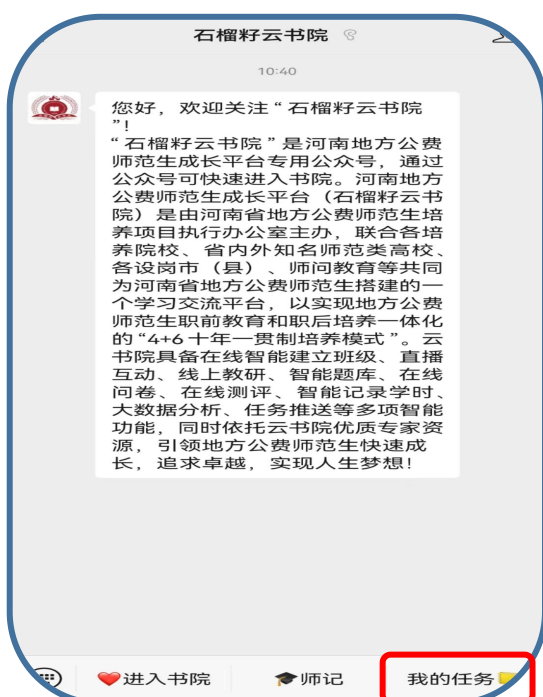 石榴籽云书院
10:40
您好，欢迎关注“石榴籽云书院
”!
“石榴籽云书院”是河南地方公费
师范生成长平台专用公众号，通过
公众号可快速进入书院。河南地方
公费师范生成长平台（石榴籽云书
院）是由河南省地方公费师范生培
养项目执行办公室主办，联合各培
养院校、省内外知名师范类高校、
各设岗市（县）、师问教育等共同
为河南省地方公费师范生搭建的一
个学习交流平台，以实现地方公费
师范生职前教育和职后培养一体化
的“4+6十年一贯制培养模式”。云
书院具备在线智能建立班级、直播
互动、线上教研、智能题库、在线
问卷、在线测评、智能记录学时、
大数据分析、任务推送等多项智能
功能，同时依托云书院优质专家资
源，引领地方公费师范生快速成
长，追求卓越，实现人生梦想!
❤️进入书院 🎓师记 我的任务